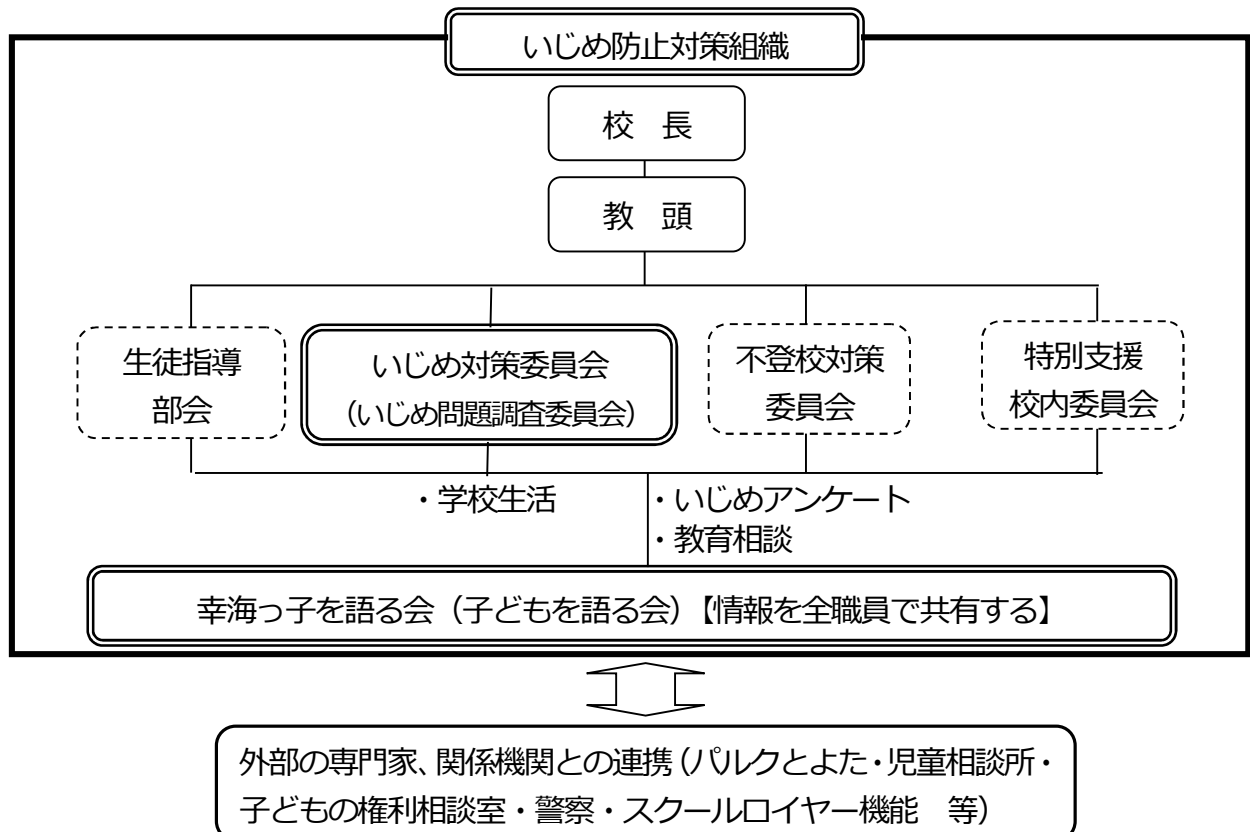 いじめ防止対策組織
校　長
教　頭
生徒指導
部会
いじめ対策委員会
（いじめ問題調査委員会）
不登校対策
委員会
特別支援
校内委員会
・学校生活
・いじめアンケート
・教育相談
幸海っ子を語る会（子どもを語る会）【情報を全職員で共有する】
外部の専門家、関係機関との連携（パルクとよた・児童相談所・
子どもの権利相談室・警察・スクールロイヤー機能　等）